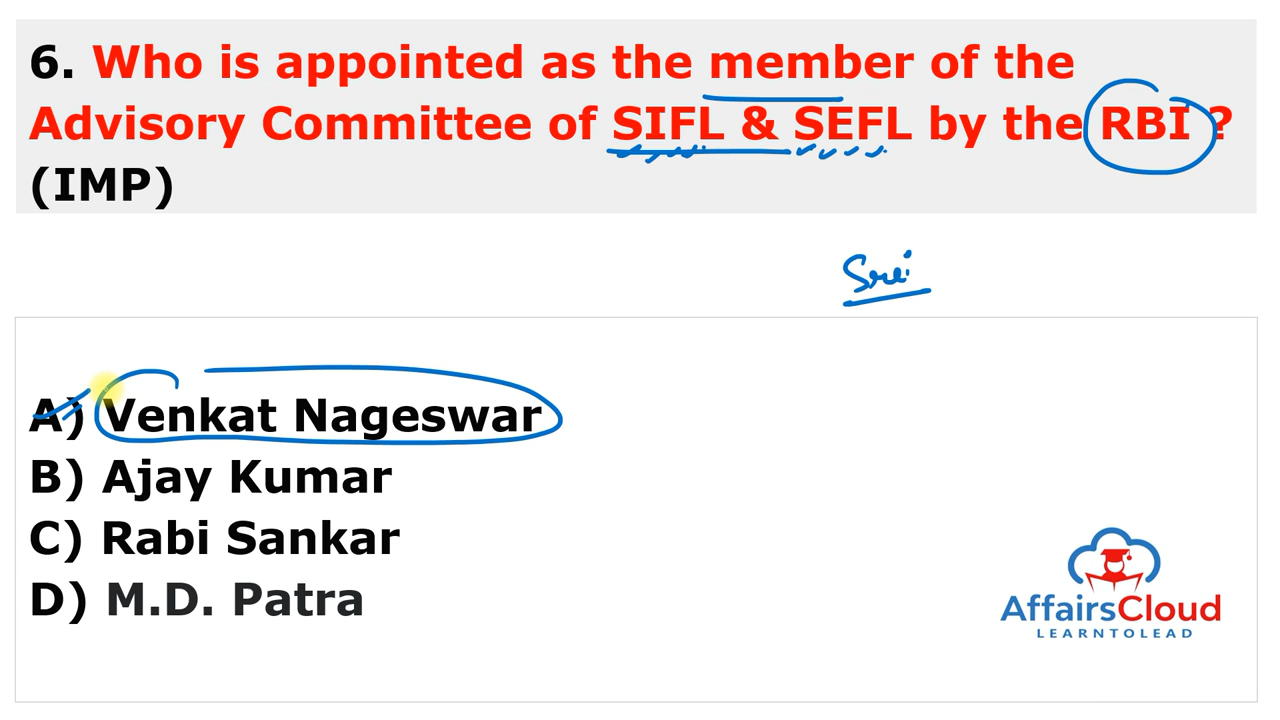 6. Who is appointed as the member of the
Advisory Committee of SIFL & SEFL by the RBI ?
(IMP)
Srei
A) Venkat Nageswar
B) Ajay Kumar
C) Rabi Sankar
D) M.D. Patra
AffairsCloud
LEARNTOLEAD